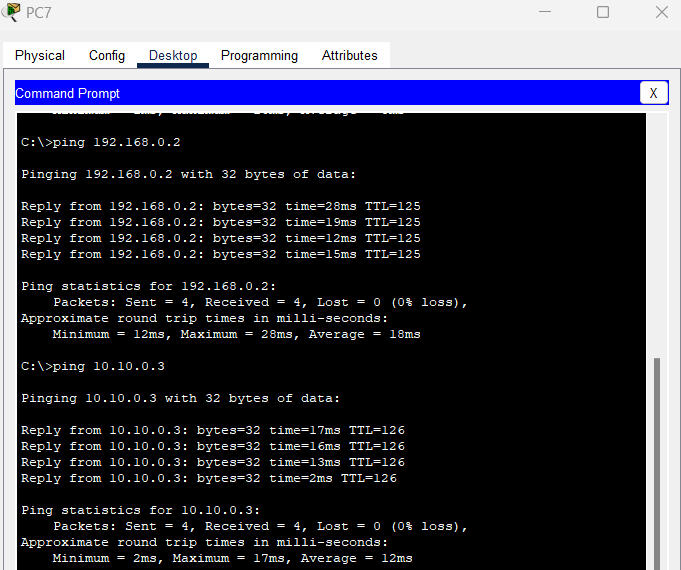 PC7
Physical Config Desktop Programming Attributes
Command Prompt
X
C:\>ping 192.168.0.2
Pinging 192.168.0.2 with 32 bytes of data:
Reply from 192.168.0.2: bytes=32 time=28ms TTL=125
Reply from 192.168.0.2: bytes=32 time=19ms TTL=125
Reply from 192.168.0.2: bytes=32 time=12ms TTL=125
Reply from 192.168.0.2: bytes=32 time=15ms TTL=125
Ping statistics for 192.168.0.2:
Packets: Sent = 4, Received = 4, Lost = 0 (0% loss),
Approximate round trip times in milli-seconds:
Minimum = 12ms, Maximum = 28ms, Average = 18ms
C:\>ping 10.10.0.3
Pinging 10.10.0.3 with 32 bytes of data:
Reply from 10.10.0.3: bytes=32 time=17ms TTL=126
Reply from 10.10.0.3: bytes=32 time=16ms TTL=126
Reply from 10.10.0.3: bytes=32 time=13ms TTL=126
Reply from 10.10.0.3: bytes=32 time=2ms TTL=126
Ping statistics for 10.10.0.3:
Packets: Sent = 4, Received = 4, Lost = 0 (0% loss),
Approximate round trip times in milli-seconds:
Minimum = 2ms, Maximum = 17ms, Average = 12ms